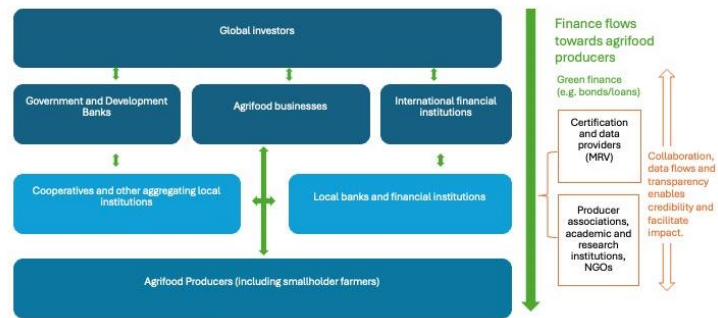 Global investors
Government and Development
Banks
Agrifood businesses
International financial
institutions
Cooperatives and other aggregating local
institutions
Local banks and financial institutions
Agrifood Producers (including smallholder farmers)
Finance flows
towards agrifood
producers
Green finance
(e.g. bonds/loans)
Certification
and data
providers
(MRV)
Producer
associations,
academic and
research
institutions,
NGOs
Collaboration,
data flows and
transparency
enables
credibility and
facilitate
impact.